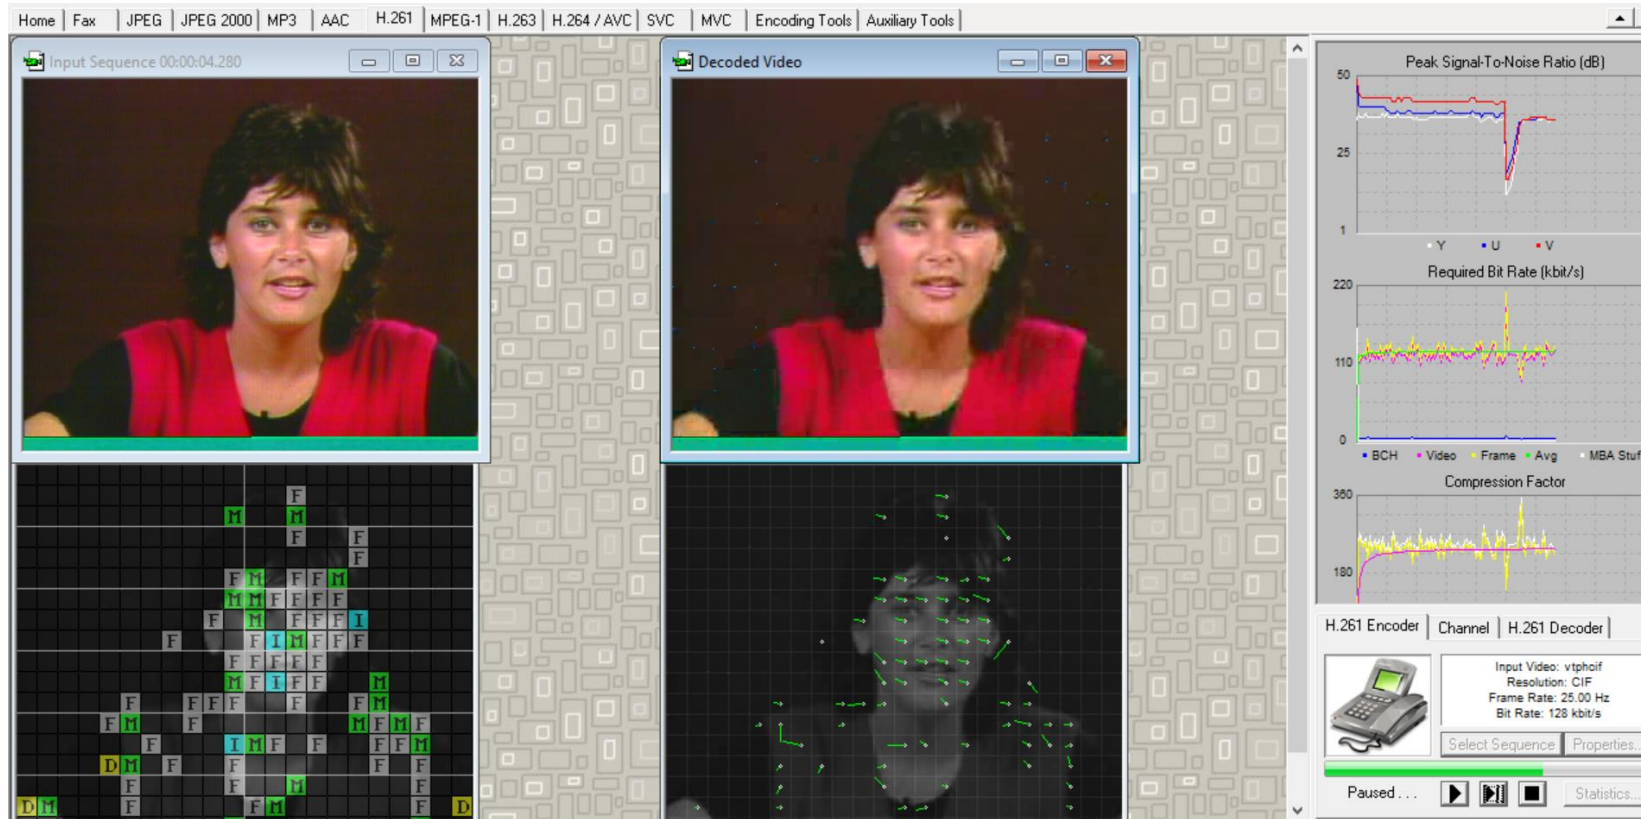 Home Fax JPEG JPEG 2000 MP3 AAC H.261 MPEG-1 H.263 H.264 / AVC SVC MVC Encoding Tools Auxiliary Tools
Input Sequence 00:00:04.280
Decoded Video
F
M M
F F
F
F M F F M
M M F F F F
F M F F F I
F F I M F F F
F F F F F
M F I F F M
F F F F F F M
F M F M F M F
F I M F F F F M
D M F F F F
F M F
D M F F M F D
Peak Signal-To-Noise Ratio (dB)
50
25
1
Y U V
Required Bit Rate (kbit/s)
220
110
0
BCH Video Frame Avg MBA Stuf
Compression Factor
360
180
H.261 Encoder Channel H.261 Decoder
Input Video: vtphcif
Resolution: CIF
Frame Rate: 25.00 Hz
Bit Rate: 128 kbit/s
Select Sequence Properties...
Paused . . .
Statistics...